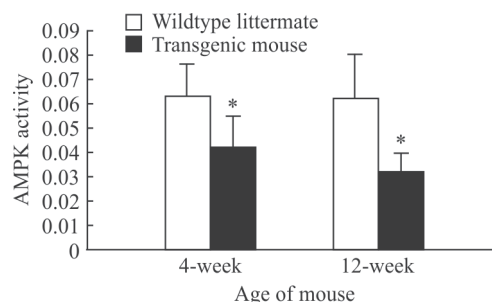 Wildtype littermate
Transgenic mouse
AMPK activity
0.09
0.08
0.07
0.06
0.05
0.04
0.03
0.02
0.01
0
*
*
4-week
12-week
Age of mouse